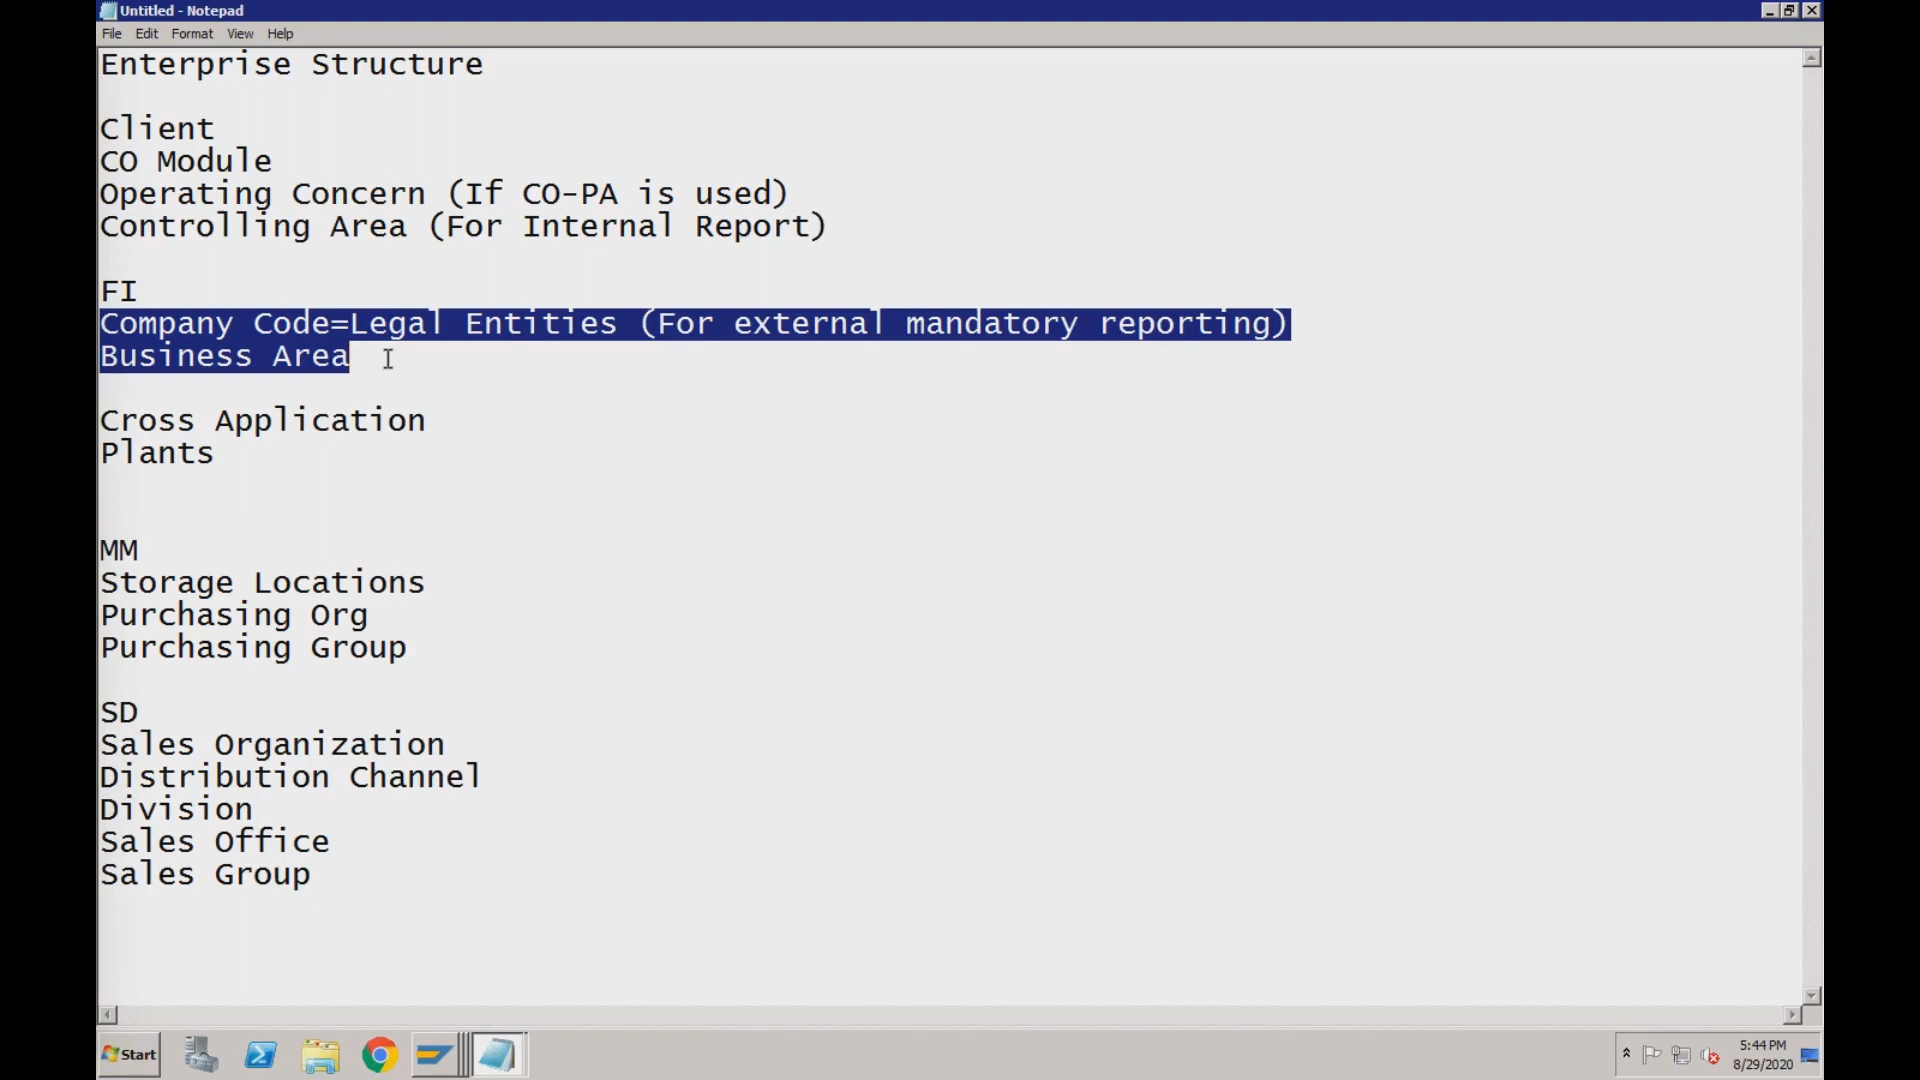 Untitled - Notepad
File Edit Format View Help
Enterprise Structure
Client
CO Module
Operating Concern (If CO-PA is used)
Controlling Area (For Internal Report)
FI
Company Code=Legal Entities (For external mandatory reporting)
Business Area
Cross Application
Plants
MM
Storage Locations
Purchasing Org
Purchasing Group
SD
Sales Organization
Distribution Channel
Division
Sales Office
Sales Group
Start
5:44 PM
8/29/2020